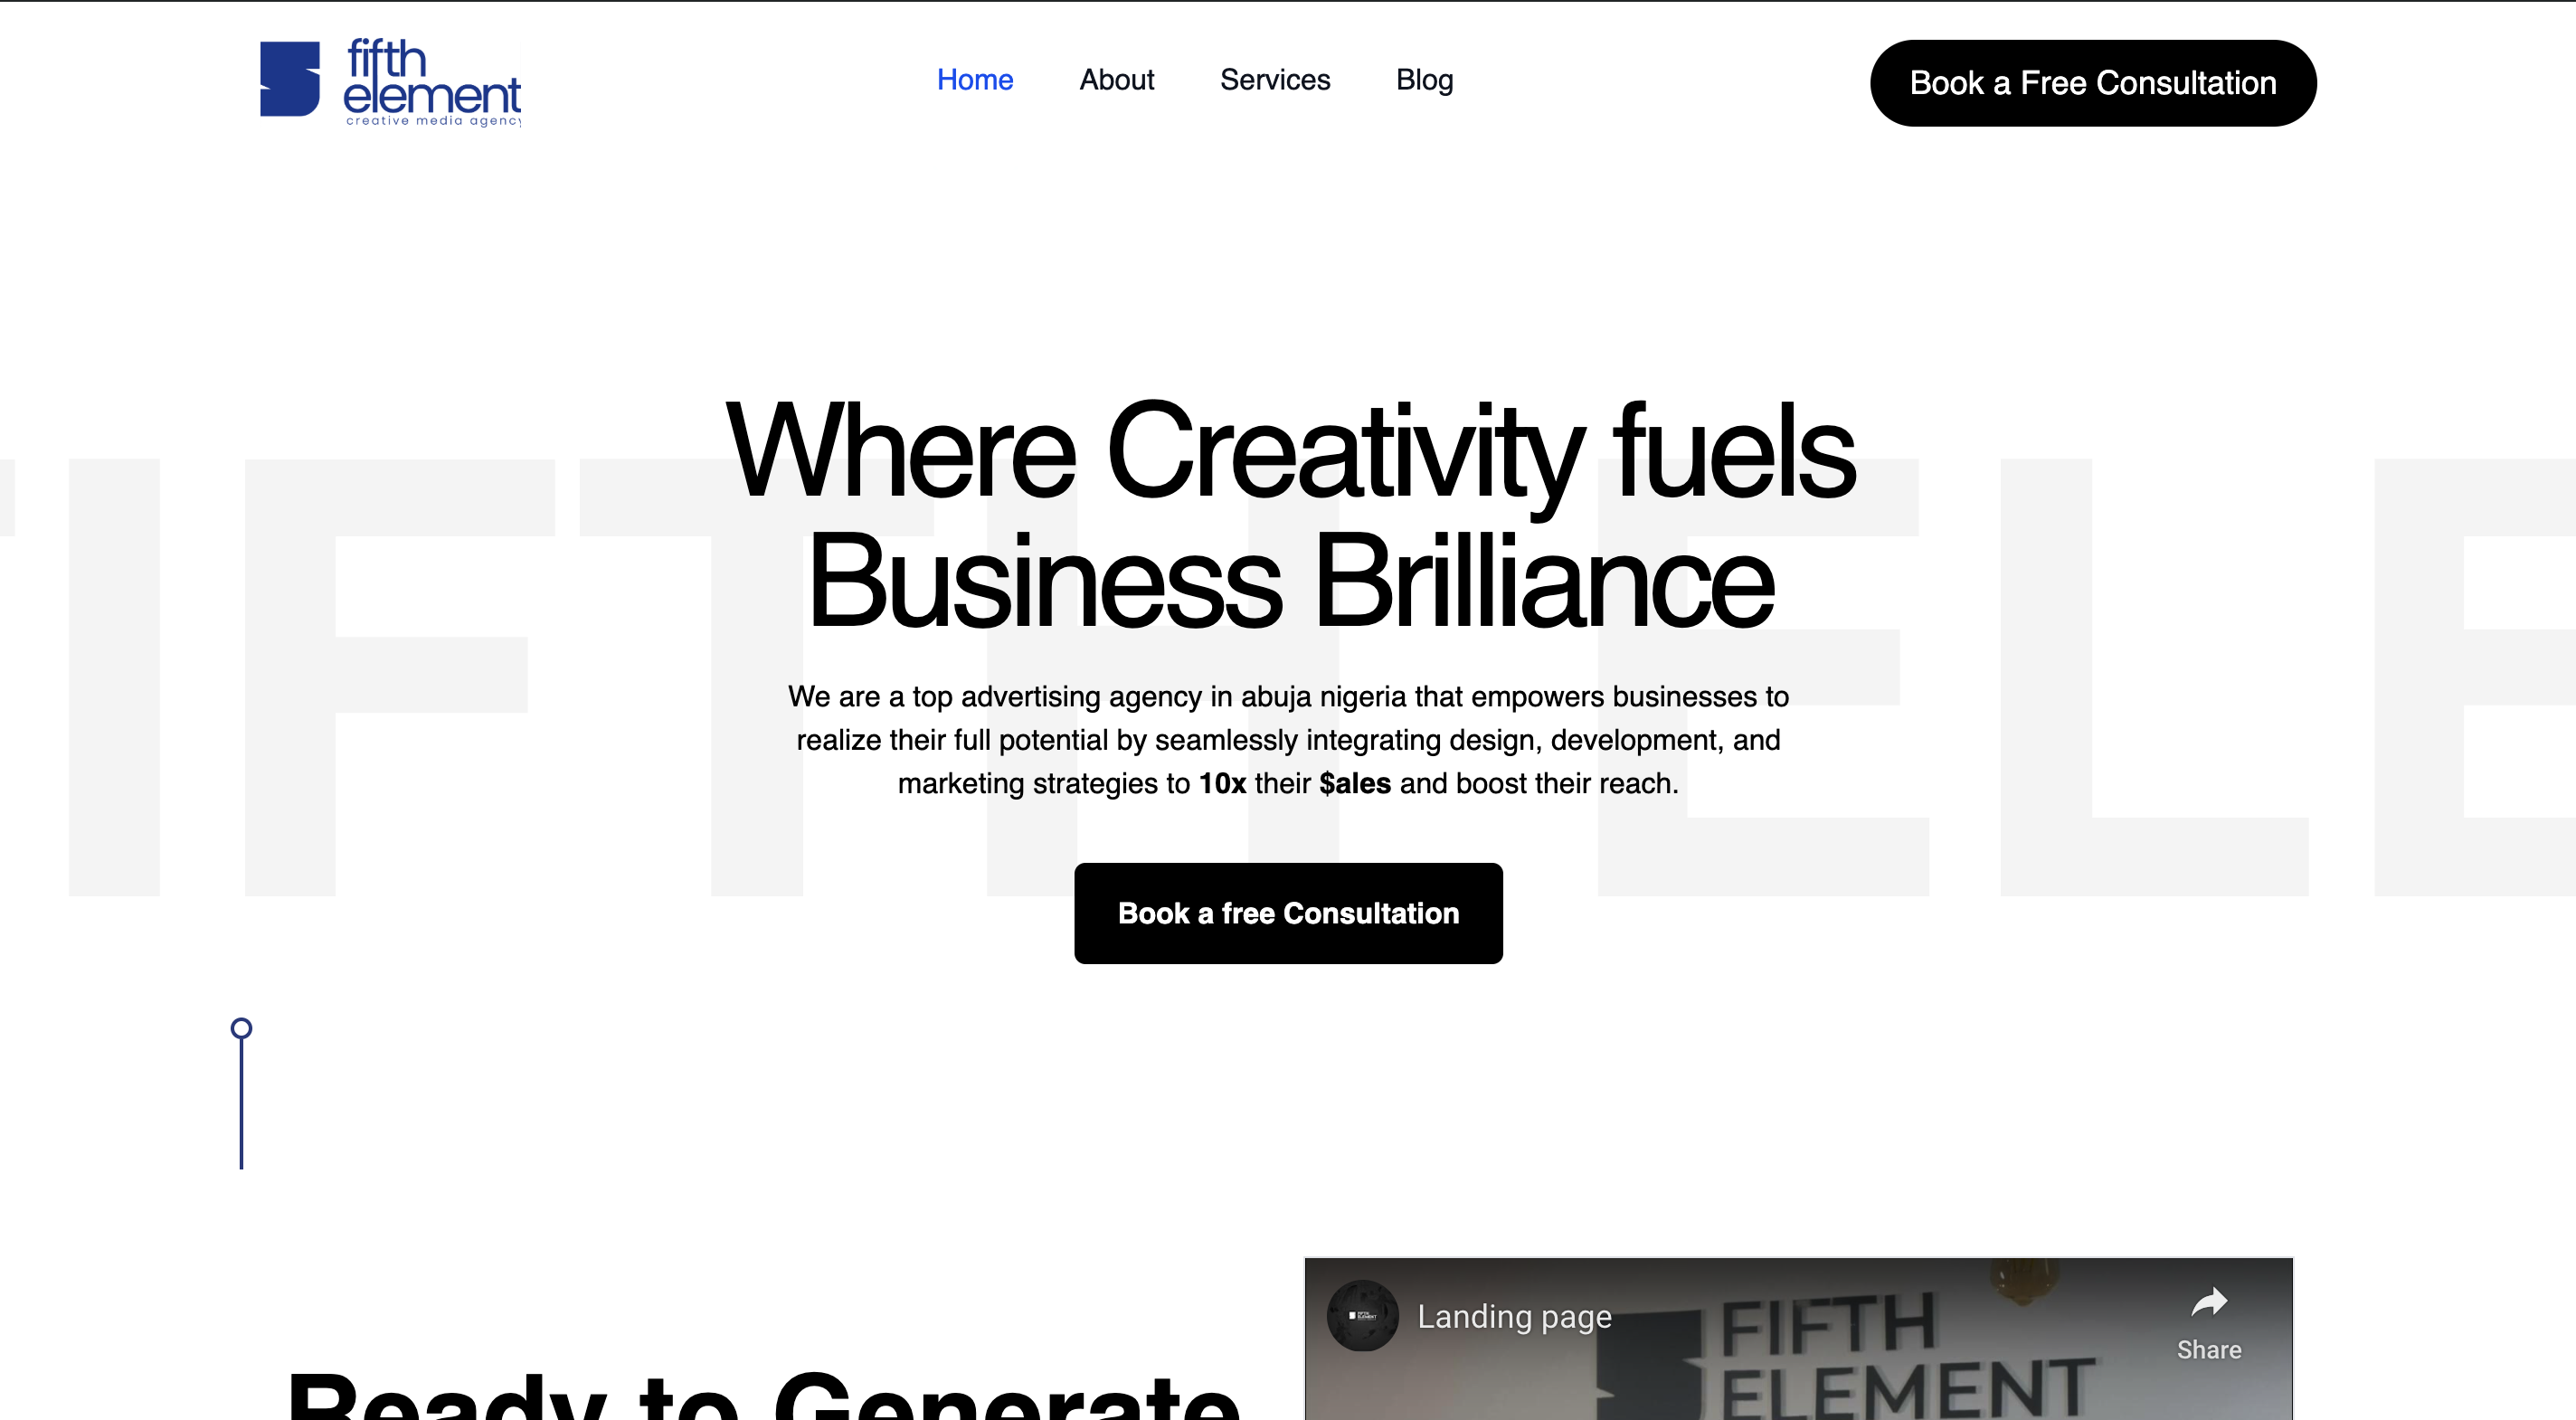 fifth
element
creative media agency
Home About Services Blog
Book a Free Consultation
FIFTH ELE
Where Creativity fuels
Business Brilliance
We are a top advertising agency in abuja nigeria that empowers businesses to
realize their full potential by seamlessly integrating design, development, and
marketing strategies to 10x their $ales and boost their reach.
Book a free Consultation
Ready to Generate
Landing page
Share
FIFTH
ELEMENT